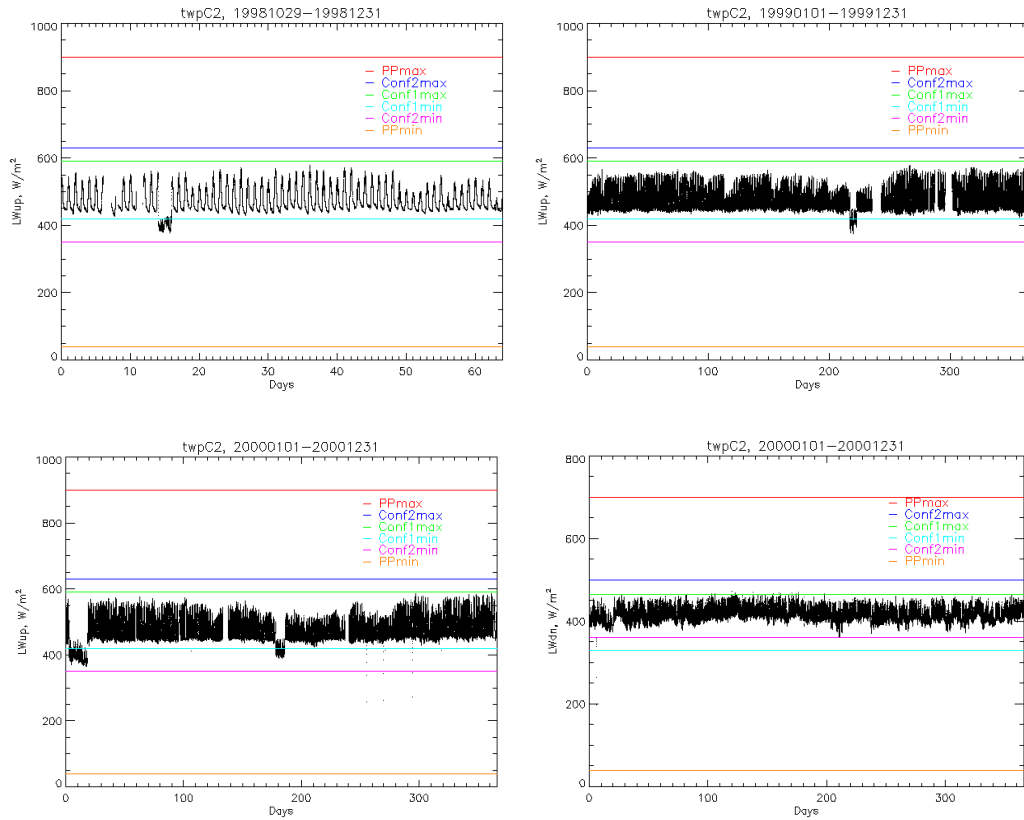 twpC2, 19981029-19981231
1000
800
600
400
200
0
LWup, W/m²
PPmax
Conf2max
Conf1max
Conf1min
Conf2min
PPmin
0 10 20 30 40 50 60
Days
twpC2, 19990101-19991231
1000
800
600
400
200
0
LWup, W/m²
PPmax
Conf2max
Conf1max
Conf1min
Conf2min
PPmin
0 100 200 300
Days
twpC2, 20000101-20001231
1000
800
600
400
200
0
LWup, W/m²
PPmax
Conf2max
Conf1max
Conf1min
Conf2min
PPmin
0 100 200 300
Days
twpC2, 20000101-20001231
800
600
400
200
0
LWdn, W/m²
PPmax
Conf2max
Conf1max
Conf1min
Conf2min
PPmin
0 100 200 300
Days